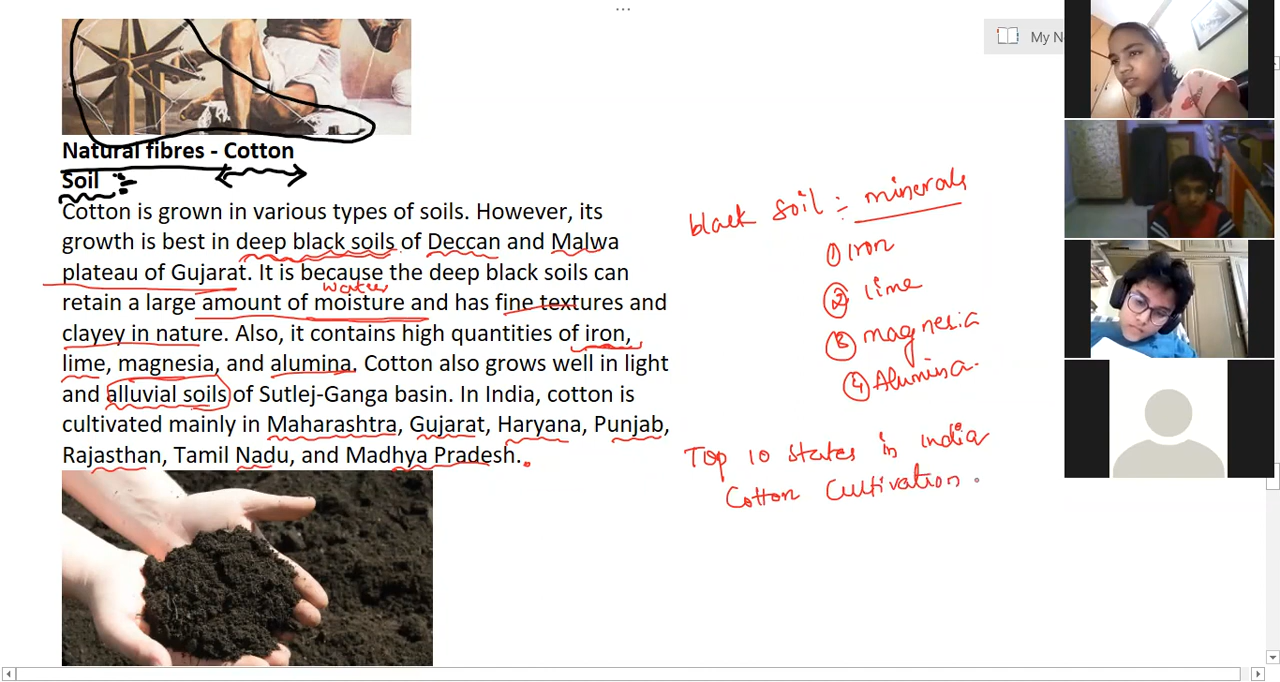 ...
My No
Natural fibres - Cotton
Soil :-
Cotton is grown in various types of soils. However, its
growth is best in deep black soils of Deccan and Malwa
plateau of Gujarat. It is because the deep black soils can
water
retain a large amount of moisture and has fine textures and
clayey in nature. Also, it contains high quantities of iron,
lime, magnesia, and alumina. Cotton also grows well in light
and alluvial soils of Sutlej-Ganga basin. In India, cotton is
cultivated mainly in Maharashtra, Gujarat, Haryana, Punjab,
Rajasthan, Tamil Nadu, and Madhya Pradesh.
black soil :- minerals
① Iron
② lime
③ magnesia
④ Alumina.
Top 10 states in India
Cotton Cultivation.